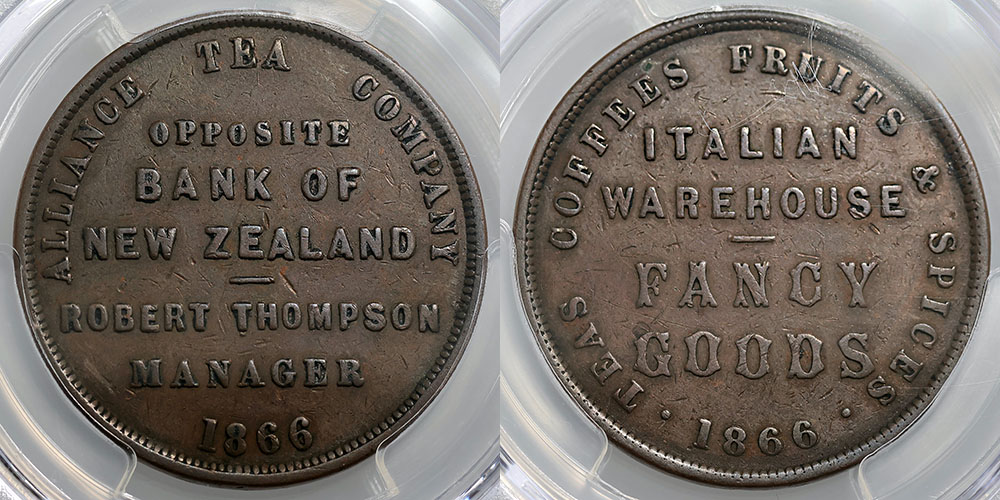 ALLIANCE TEA COMPANY
OPPOSITE
BANK OF
NEW ZEALAND
ROBERT THOMPSON
MANAGER
1866
TEAS COFFEES FRUITS & SPICES
ITALIAN
WAREHOUSE
FANCY
GOODS
· 1866 ·